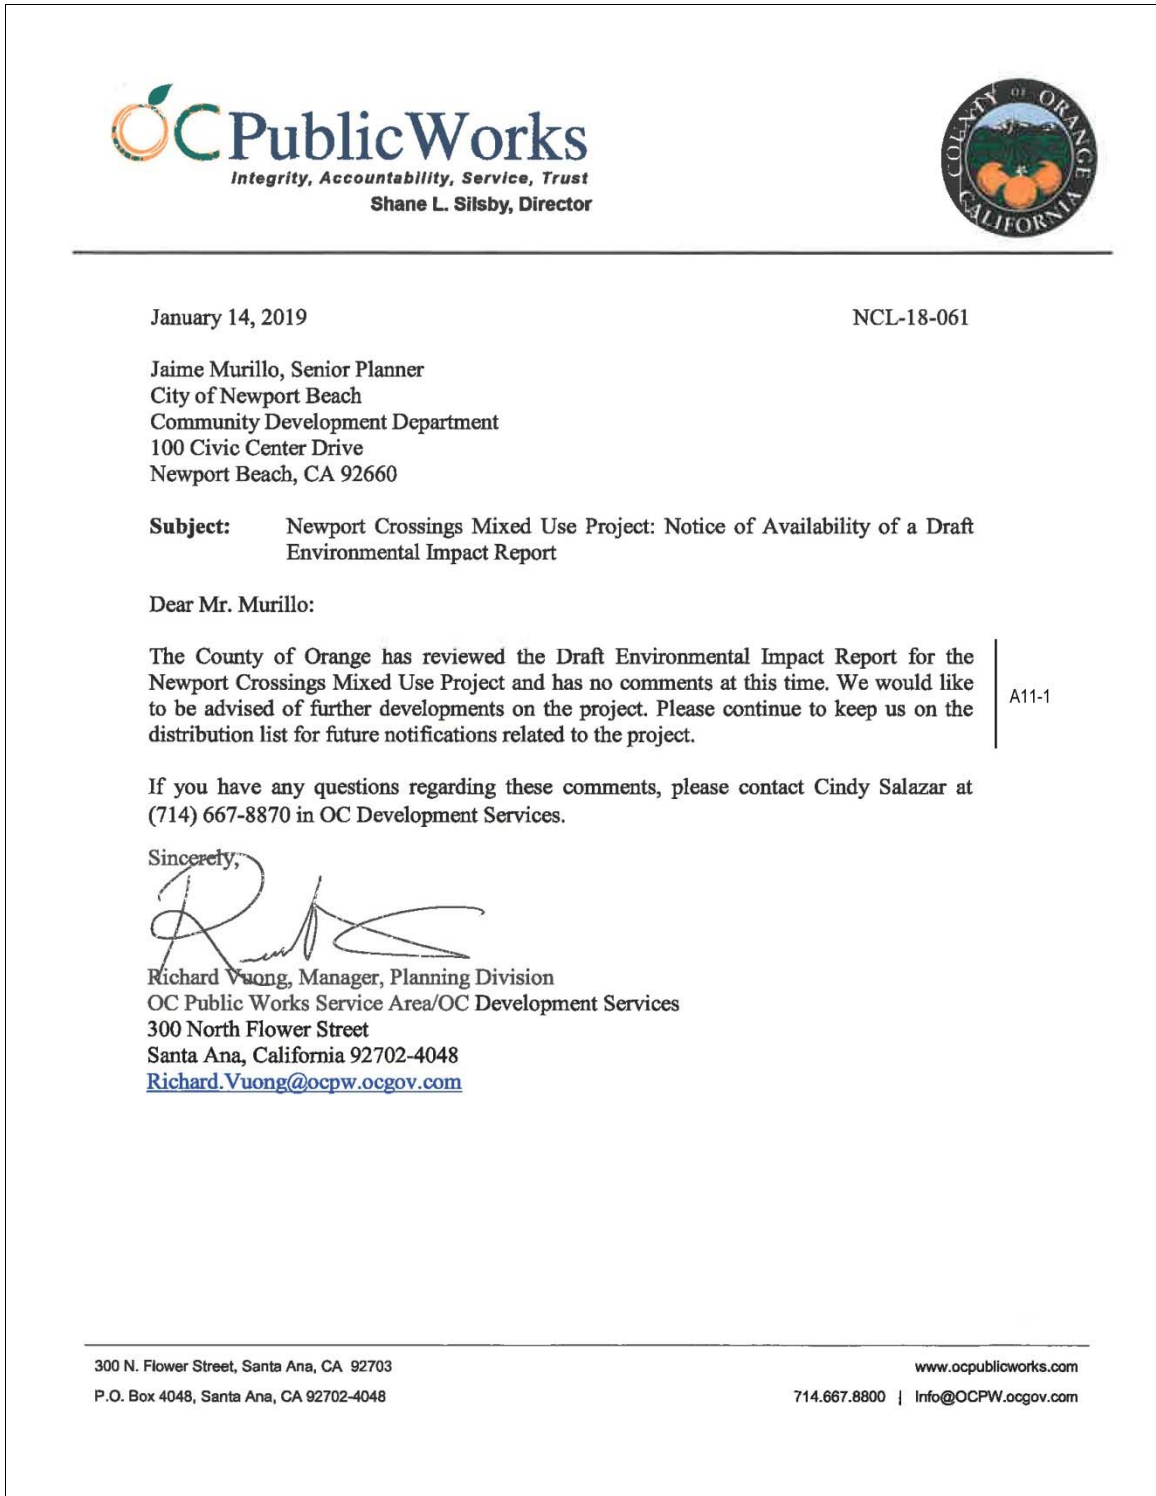 OC Public Works
Integrity, Accountability, Service, Trust
Shane L. Silsby, Director
COUNTY OF ORANGE
CALIFORNIA
January 14, 2019 NCL-18-061
Jaime Murillo, Senior Planner
City of Newport Beach
Community Development Department
100 Civic Center Drive
Newport Beach, CA 92660
Subject: Newport Crossings Mixed Use Project: Notice of Availability of a Draft
Environmental Impact Report
Dear Mr. Murillo:
The County of Orange has reviewed the Draft Environmental Impact Report for the
Newport Crossings Mixed Use Project and has no comments at this time. We would like
to be advised of further developments on the project. Please continue to keep us on the
distribution list for future notifications related to the project.
A11-1
If you have any questions regarding these comments, please contact Cindy Salazar at
(714) 667-8870 in OC Development Services.
Sincerely,
Richard Vuong, Manager, Planning Division
OC Public Works Service Area/OC Development Services
300 North Flower Street
Santa Ana, California 92702-4048
Richard.Vuong@ocpw.ocgov.com
300 N. Flower Street, Santa Ana, CA 92703 www.ocpublicworks.com
P.O. Box 4048, Santa Ana, CA 92702-4048 714.667.8800 | Info@OCPW.ocgov.com